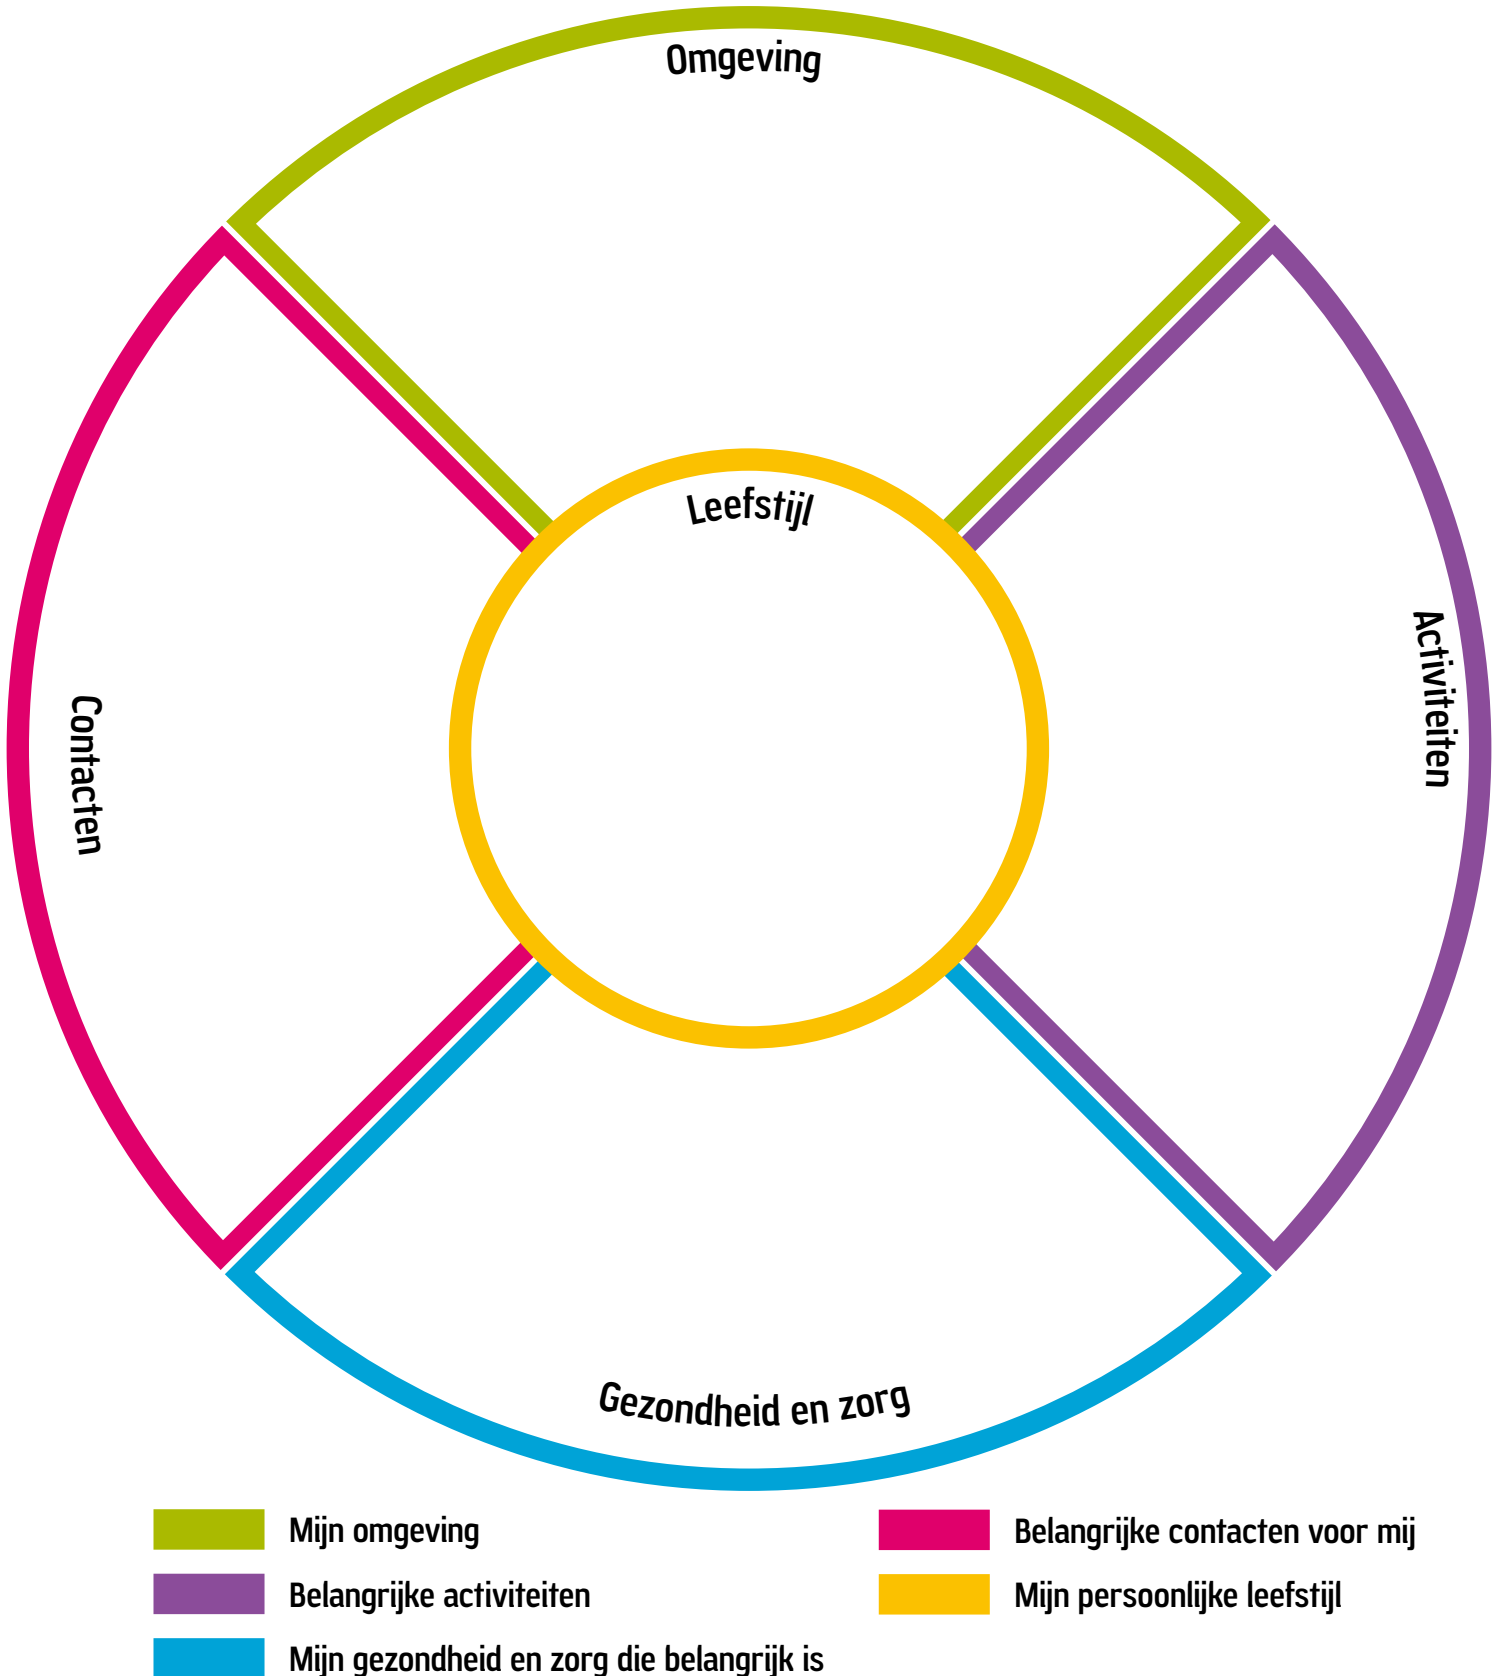 Omgeving
Leefstijl
Activiteiten
Contacten
Gezondheid en zorg
Mijn omgeving
Belangrijke contacten voor mij
Belangrijke activiteiten
Mijn persoonlijke leefstijl
Mijn gezondheid en zorg die belangrijk is